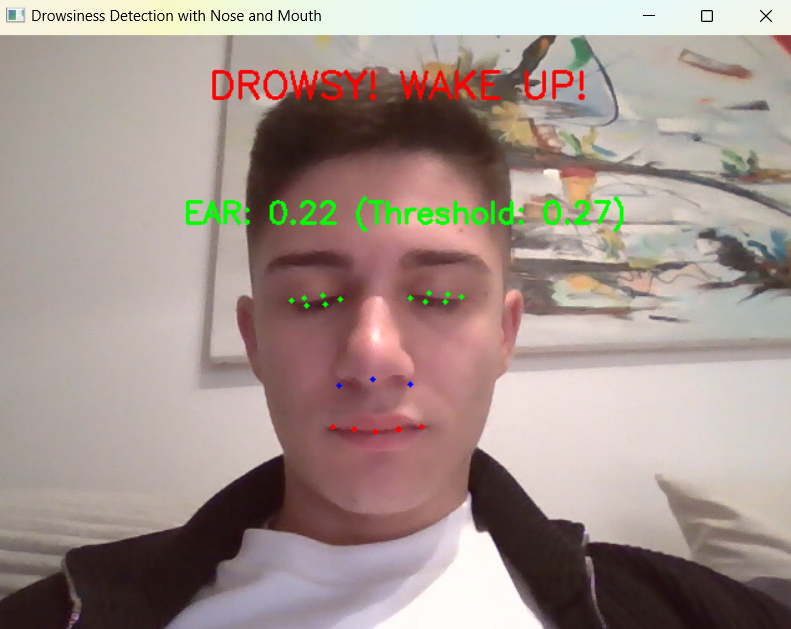 Drowsiness Detection with Nose and Mouth
DROWSY! WAKE UP!
EAR: 0.22 (Threshold: 0.27)